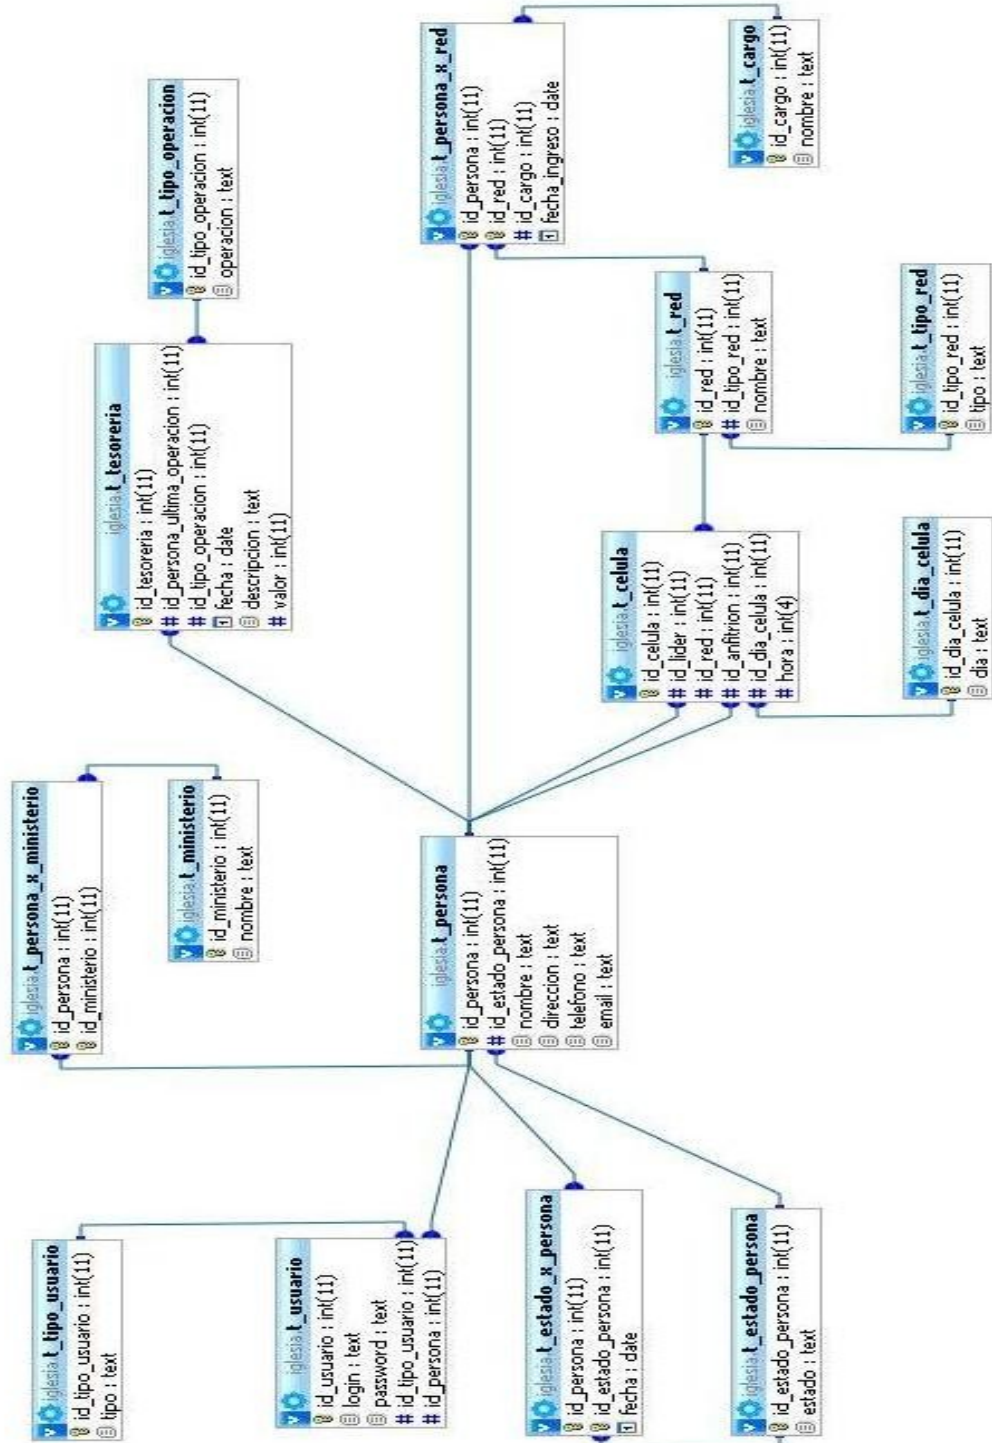 iglesia.t_tipo_usuario
id_tipo_usuario : int(11)
tipo : text
iglesia.t_usuario
id_usuario : int(11)
login : text
password : text
id_tipo_usuario : int(11)
id_persona : int(11)
iglesia.t_estado_x_persona
id_persona : int(11)
id_estado_persona : int(11)
fecha : date
iglesia.t_estado_persona
id_estado_persona : int(11)
estado : text
iglesia.t_persona_x_ministerio
id_persona : int(11)
id_ministerio : int(11)
iglesia.t_ministerio
id_ministerio : int(11)
nombre : text
iglesia.t_persona
id_persona : int(11)
id_estado_persona : int(11)
nombre : text
direccion : text
telefono : text
email : text
iglesia.t_tesoreria
id_tesoreria : int(11)
id_persona_ultima_operacion : int(11)
id_tipo_operacion : int(11)
fecha : date
descripcion : text
valor : int(11)
iglesia.t_celula
id_celula : int(11)
id_lider : int(11)
id_red : int(11)
id_anfitrion : int(11)
id_dia_celula : int(11)
hora : int(4)
iglesia.t_dia_celula
id_dia_celula : int(11)
dia : text
iglesia.t_tipo_operacion
id_tipo_operacion : int(11)
operacion : text
iglesia.t_persona_x_red
id_persona : int(11)
id_red : int(11)
id_cargo : int(11)
fecha_ingreso : date
iglesia.t_red
id_red : int(11)
id_tipo_red : int(11)
nombre : text
iglesia.t_tipo_red
id_tipo_red : int(11)
tipo : text
iglesia.t_cargo
id_cargo : int(11)
nombre : text